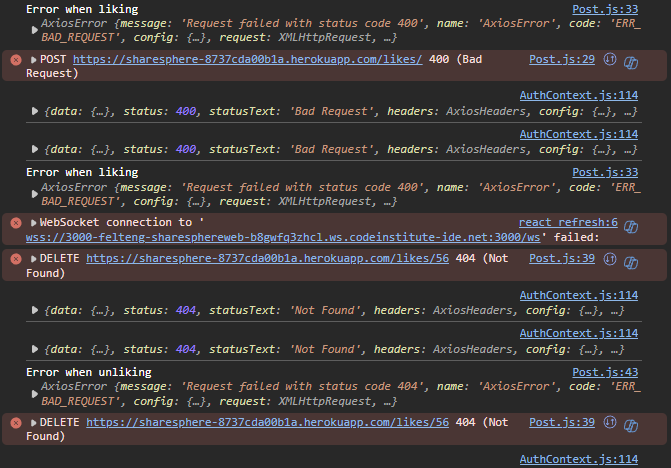 Error when liking Post.js:33
AxiosError {message: 'Request failed with status code 400', name: 'AxiosError', code: 'ERR_
BAD_REQUEST', config: {…}, request: XMLHttpRequest, …}
POST https://sharesphere-8737cda00b1a.herokuapp.com/likes/ 400 (Bad Post.js:29
Request)
AuthContext.js:114
{data: {…}, status: 400, statusText: 'Bad Request', headers: AxiosHeaders, config: {…}, …}
AuthContext.js:114
{data: {…}, status: 400, statusText: 'Bad Request', headers: AxiosHeaders, config: {…}, …}
Error when liking Post.js:33
AxiosError {message: 'Request failed with status code 400', name: 'AxiosError', code: 'ERR_
BAD_REQUEST', config: {…}, request: XMLHttpRequest, …}
WebSocket connection to ' react refresh:6
wss://3000-felteng-sharesphereweb-b8gwfq3zhcl.ws.codeinstitute-ide.net:3000/ws' failed:
DELETE https://sharesphere-8737cda00b1a.herokuapp.com/likes/56 404 (Not Post.js:39
Found)
AuthContext.js:114
{data: {…}, status: 404, statusText: 'Not Found', headers: AxiosHeaders, config: {…}, …}
AuthContext.js:114
{data: {…}, status: 404, statusText: 'Not Found', headers: AxiosHeaders, config: {…}, …}
Error when unliking Post.js:43
AxiosError {message: 'Request failed with status code 404', name: 'AxiosError', code: 'ERR_
BAD_REQUEST', config: {…}, request: XMLHttpRequest, …}
DELETE https://sharesphere-8737cda00b1a.herokuapp.com/likes/56 404 (Not Post.js:39
Found)
AuthContext.js:114